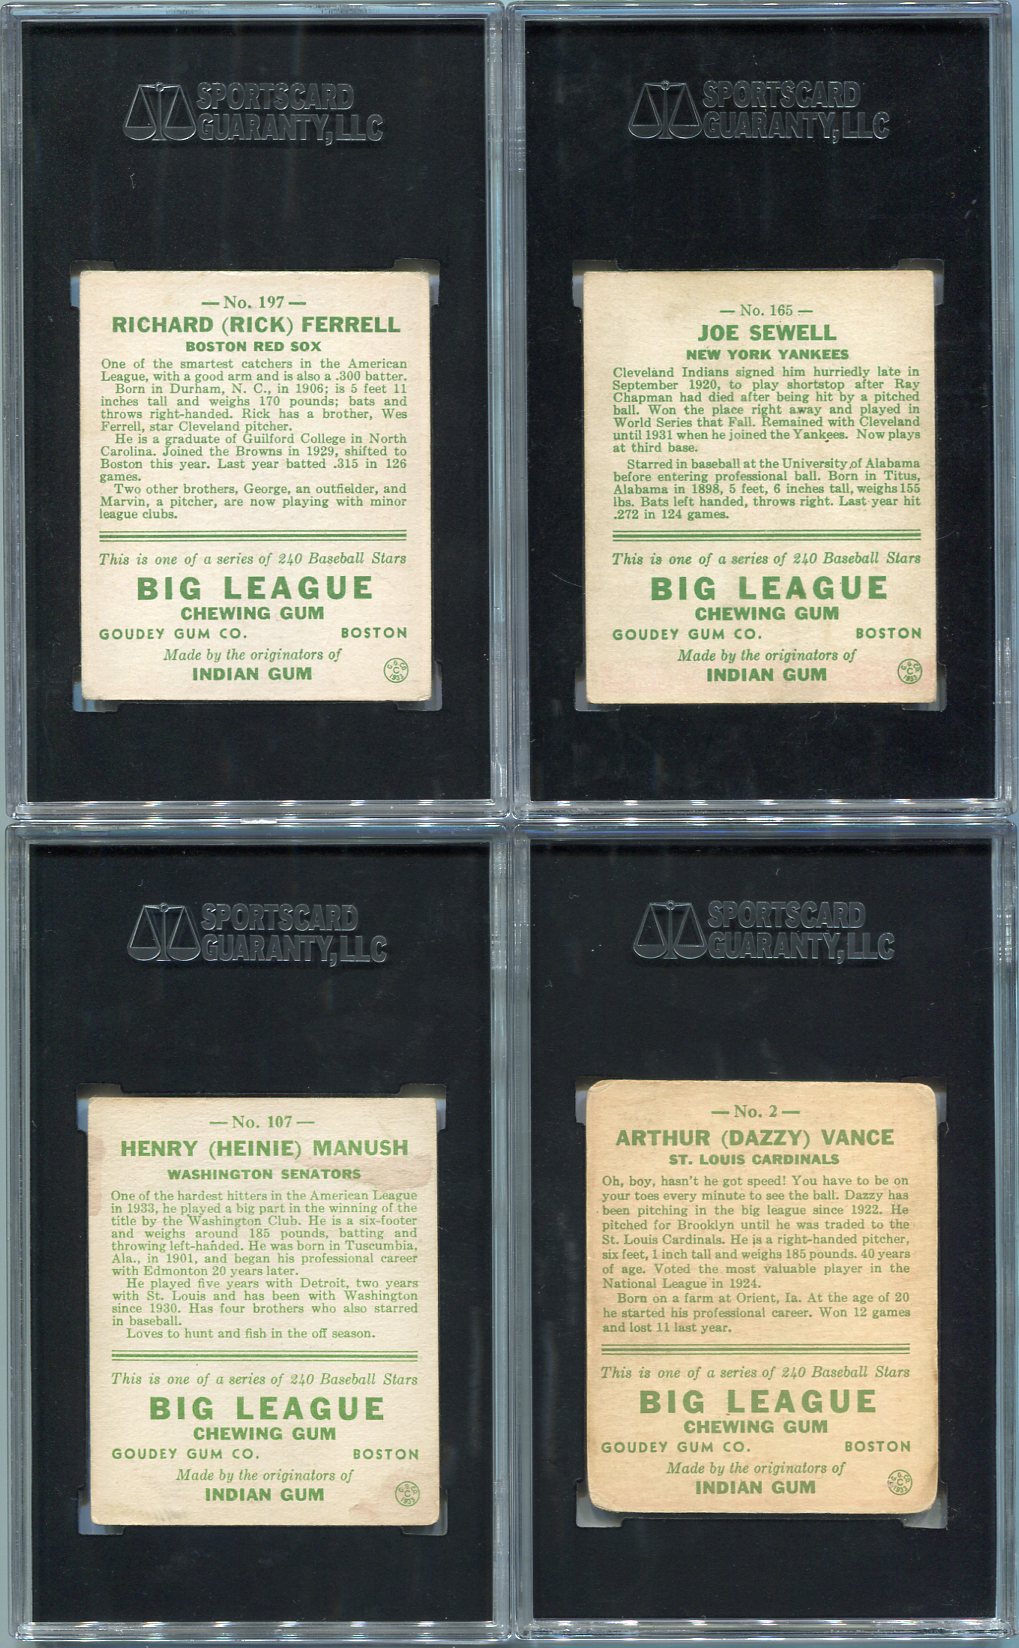 SPORTSCARD
GUARANTY, LLC
— No. 197 —
RICHARD (RICK) FERRELL
BOSTON RED SOX
One of the smartest catchers in the American
League, with a good arm and is also a .300 batter.
Born in Durham, N. C., in 1906; is 5 feet 11
inches tall and weighs 170 pounds; bats and
throws right-handed. Rick has a brother, Wes
Ferrell, star Cleveland pitcher.
He is a graduate of Guilford College in North
Carolina. Joined the Browns in 1929, shifted to
Boston this year. Last year batted .315 in 126
games.
Two other brothers, George, an outfielder, and
Marvin, a pitcher, are now playing with minor
league clubs.
This is one of a series of 240 Baseball Stars
BIG LEAGUE
CHEWING GUM
GOUDEY GUM CO. BOSTON
Made by the originators of
INDIAN GUM
SPORTSCARD
GUARANTY, LLC
— No. 165 —
JOE SEWELL
NEW YORK YANKEES
Cleveland Indians signed him hurriedly late in
September 1920, to play shortstop after Ray
Chapman had died after being hit by a pitched
ball. Won the place right away and played in
World Series that Fall. Remained with Cleveland
until 1931 when he joined the Yankees. Now plays
at third base.
Starred in baseball at the University of Alabama
before entering professional ball. Born in Titus,
Alabama in 1898, 5 feet, 6 inches tall, weighs 155
lbs. Bats left handed, throws right. Last year hit
.272 in 124 games.
This is one of a series of 240 Baseball Stars
BIG LEAGUE
CHEWING GUM
GOUDEY GUM CO. BOSTON
Made by the originators of
INDIAN GUM
SPORTSCARD
GUARANTY, LLC
— No. 107 —
HENRY (HEINIE) MANUSH
WASHINGTON SENATORS
One of the hardest hitters in the American League
in 1933, he played a big part in the winning of the
title by the Washington Club. He is a six-footer
and weighs around 185 pounds, batting and
throwing left-handed. He was born in Tuscumbia,
Ala., in 1901, and began his professional career
with Edmonton 20 years later.
He played five years with Detroit, two years
with St. Louis and has been with Washington
since 1930. Has four brothers who also starred
in baseball.
Loves to hunt and fish in the off season.
This is one of a series of 240 Baseball Stars
BIG LEAGUE
CHEWING GUM
GOUDEY GUM CO. BOSTON
Made by the originators of
INDIAN GUM
SPORTSCARD
GUARANTY, LLC
— No. 2 —
ARTHUR (DAZZY) VANCE
ST. LOUIS CARDINALS
Oh, boy, hasn't he got speed! You have to be on
your toes every minute to see the ball. Dazzy has
been pitching in the big league since 1922. He
pitched for Brooklyn until he was traded to the
St. Louis Cardinals. He is a right-handed pitcher,
six feet, 1 inch tall and weighs 185 pounds. 40 years
of age. Voted the most valuable player in the
National League in 1924.
Born on a farm at Orient, Ia. At the age of 20
he started his professional career. Won 12 games
and lost 11 last year.
This is one of a series of 240 Baseball Stars
BIG LEAGUE
CHEWING GUM
GOUDEY GUM CO. BOSTON
Made by the originators of
INDIAN GUM